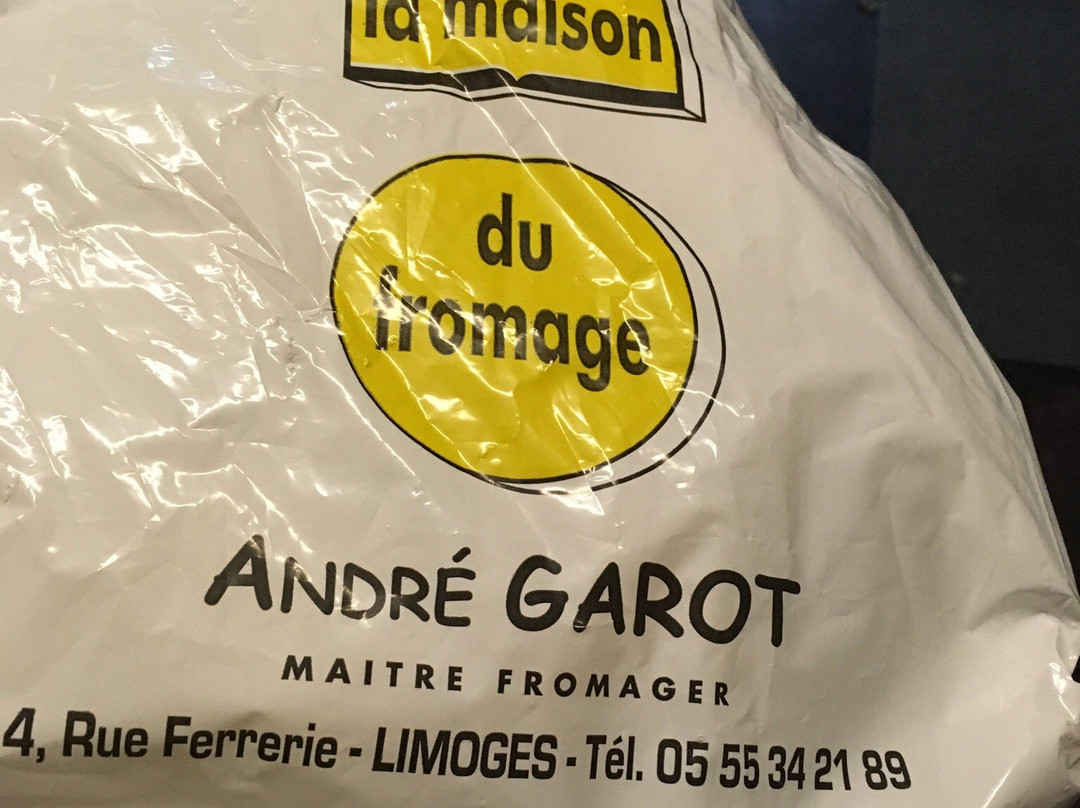 la maison
du
fromage
ANDRÉ GAROT
MAITRE FROMAGER
4, Rue Ferrerie - LIMOGES - Tél. 05 55 34 21 89